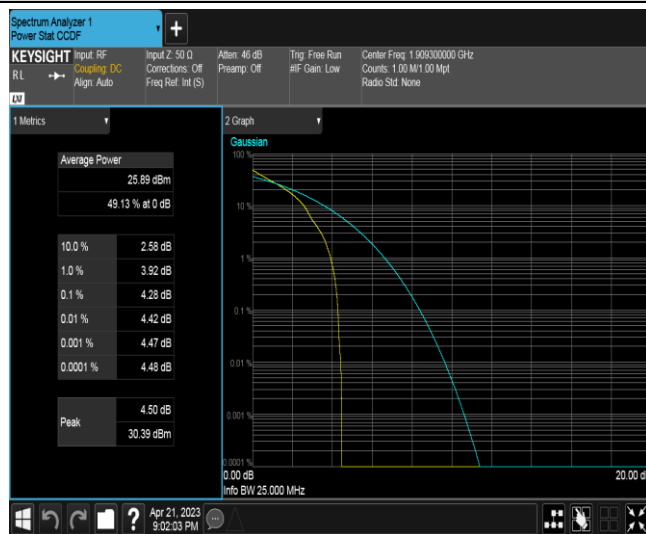 Spectrum Analyzer 1
Power Stat CCDF
+
KEYSIGHT
RL
LXI
Input: RF
Coupling: DC
Align: Auto
Input Z: 50 Ω
Corrections: Off
Freq Ref: Int (S)
Atten: 46 dB
Preamp: Off
Trig: Free Run
#IF Gain: Low
Center Freq: 1.909300000 GHz
Counts: 1.00 M/1.00 Mpt
Radio Std: None
1 Metrics
Average Power
25.89 dBm
49.13 % at 0 dB
10.0 % 2.58 dB
1.0 % 3.92 dB
0.1 % 4.28 dB
0.01 % 4.42 dB
0.001 % 4.47 dB
0.0001 % 4.48 dB
Peak
4.50 dB
30.39 dBm
2 Graph
Gaussian
100 %
10 %
1 %
0.1 %
0.01 %
0.001 %
0.0001 %
0.00 dB
20.00 d
Info BW 25.000 MHz
?
Apr 21, 2023
9:02:03 PM